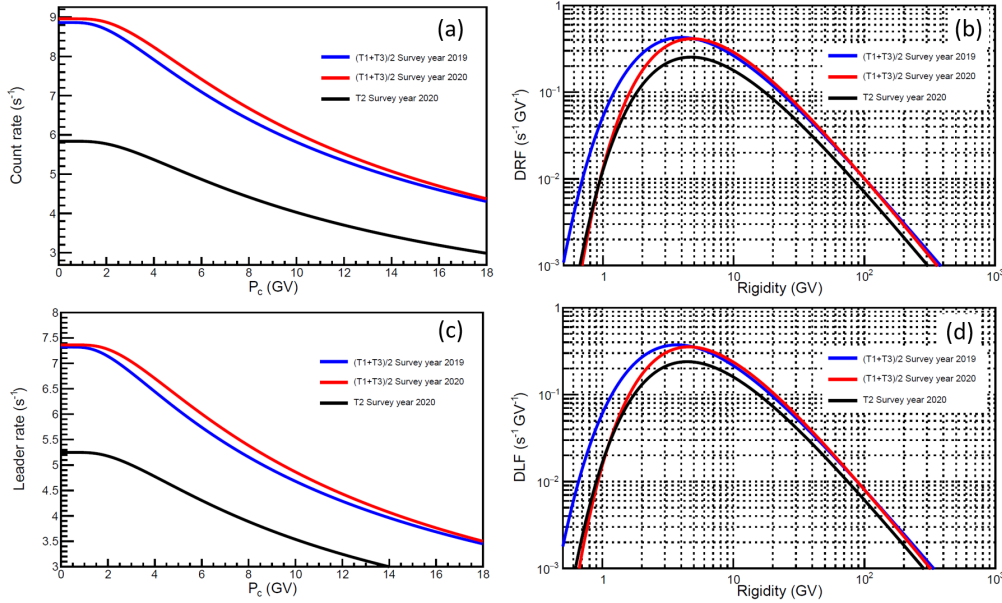 (a)
Count rate (s⁻¹)
9
8
7
6
5
4
3
(T1+T3)/2 Survey year 2019
(T1+T3)/2 Survey year 2020
T2 Survey year 2020
0 2 4 6 8 10 12 14 16 18
P_c (GV)
(b)
DRF (s⁻¹ GV⁻¹)
1
10⁻¹
10⁻²
10⁻³
(T1+T3)/2 Survey year 2019
(T1+T3)/2 Survey year 2020
T2 Survey year 2020
1 10 10² 10³
Rigidity (GV)
(c)
Leader rate (s⁻¹)
8
7.5
7
6.5
6
5.5
5
4.5
4
3.5
3
(T1+T3)/2 Survey year 2019
(T1+T3)/2 Survey year 2020
T2 Survey year 2020
0 2 4 6 8 10 12 14 16 18
P_c (GV)
(d)
DLF (s⁻¹ GV⁻¹)
1
10⁻¹
10⁻²
10⁻³
(T1+T3)/2 Survey year 2019
(T1+T3)/2 Survey year 2020
T2 Survey year 2020
1 10 10² 10³
Rigidity (GV)